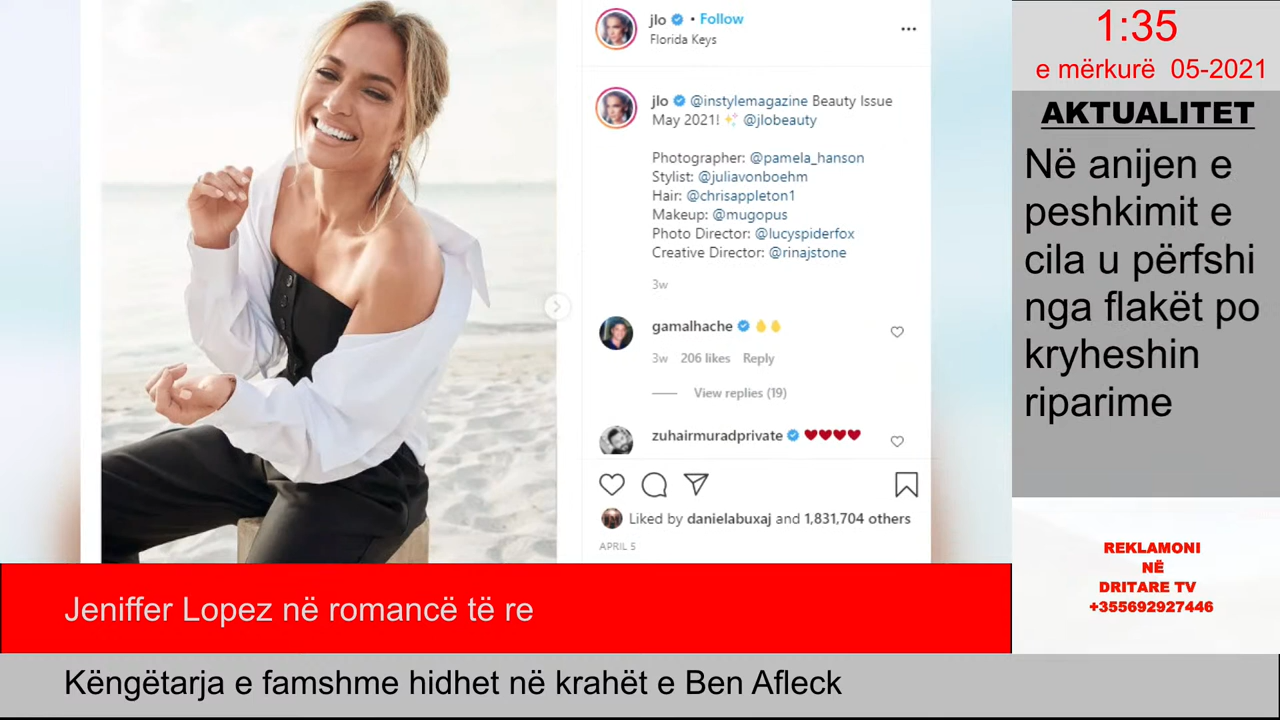 jlo • Follow
Florida Keys
jlo @instylemagazine Beauty Issue
May 2021! ✨ @jlobeauty
Photographer: @pamela_hanson
Stylist: @juliavonboehm
Hair: @chrisappleton1
Makeup: @mugopus
Photo Director: @lucyspiderfox
Creative Director: @rinajstone
3w
gamalhache
3w 206 likes Reply
View replies (19)
zuhairmuradprivate ❤❤❤❤
Liked by danielabuxaj and 1,831,704 others
APRIL 5
1:35
e mërkurë 05-2021
AKTUALITET
Në anijen e
peshkimit e
cila u përfshi
nga flakët po
kryheshin
riparime
REKLAMONI
NË
DRITARE TV
+355692927446
Jeniffer Lopez në romancë të re
Këngëtarja e famshme hidhet në krahët e Ben Afleck